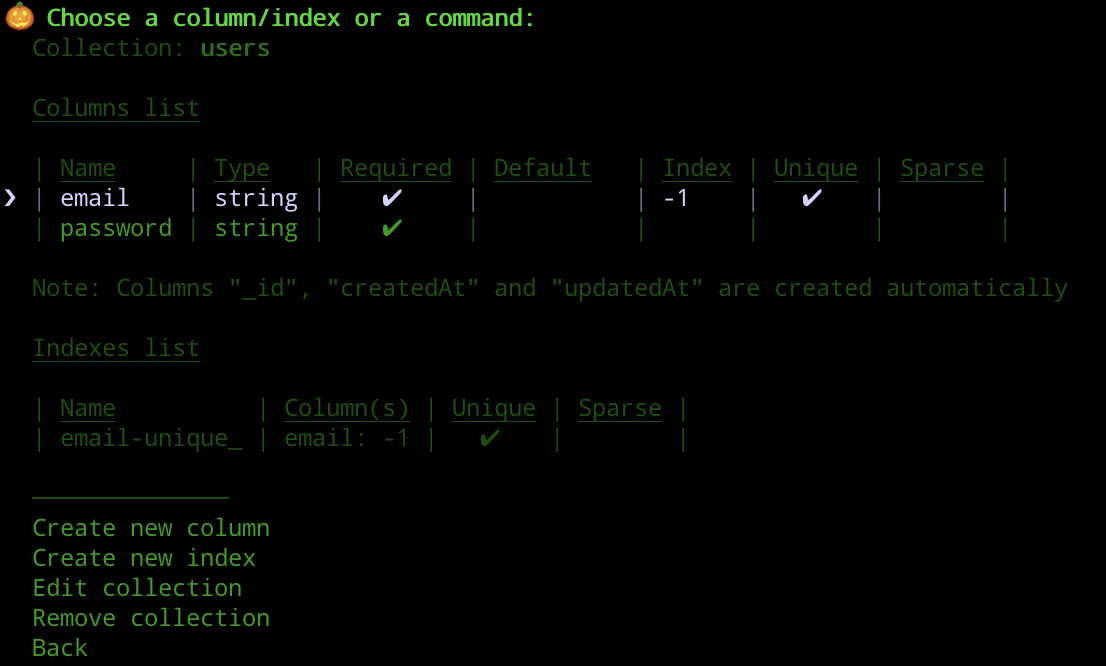 🎃 Choose a column/index or a command:
Collection: users
Columns list
| Name | Type | Required | Default | Index | Unique | Sparse |
❯ | email | string | ✔ | | -1 | ✔ | |
| password | string | ✔ | | | | |
Note: Columns "_id", "createdAt" and "updatedAt" are created automatically
Indexes list
| Name | Column(s) | Unique | Sparse |
| email-unique_ | email: -1 | ✔ | |
Create new column
Create new index
Edit collection
Remove collection
Back